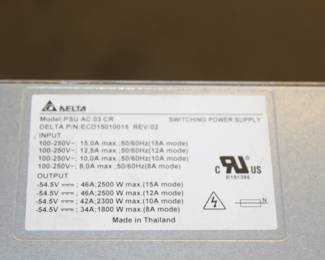 DELTA
Model: PSU AC 03 CR SWITCHING POWER SUPPLY
DELTA P/N: ECD15010015 REV: 02
INPUT
100-250V~; 15.0A max.,50/60Hz(15A mode)
100-250V~; 12.5A max.,50/60Hz(12A mode)
100-250V~; 10.0A max.,50/60Hz(10A mode)
100-250V~; 8.0A max.,50/60Hz(8A mode)
OUTPUT
-54.5V ⎓; 46A;2500 W max.(15A mode)
-54.5V ⎓; 46A;2500 W max.(12A mode)
-54.5V ⎓; 42A;2300 W max.(10A mode)
-54.5V ⎓; 34A;1800 W max.(8A mode)
Made in Thailand
C RU US
E191395
N